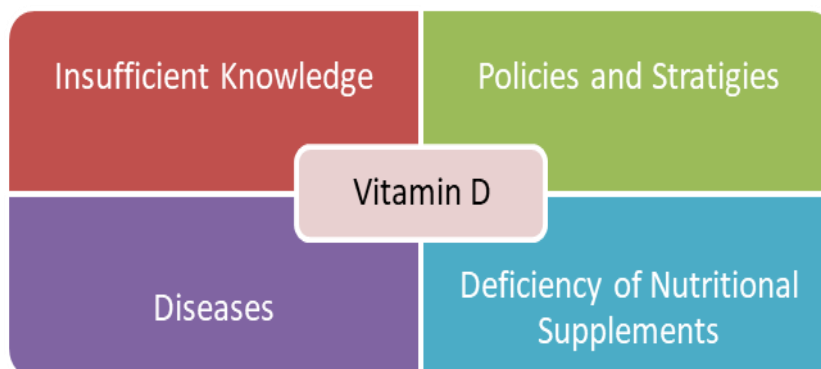 Insufficient Knowledge
Policies and Stratigies
Vitamin D
Diseases
Deficiency of Nutritional
Supplements